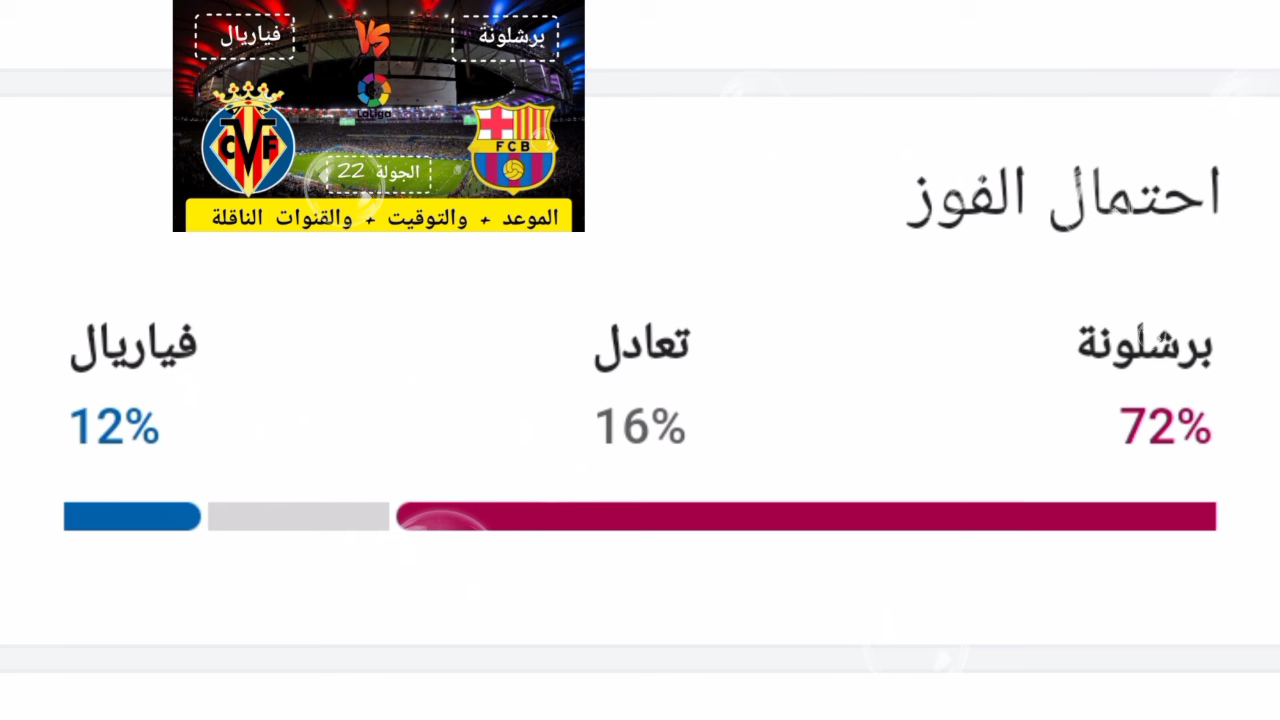 برشلونة VS فياريال
LaLiga
FCB
CVF
الجولة 22
الموعد + والتوقيت + والقنوات الناقلة
احتمال الفوز
برشلونة تعادل فياريال
72% 16% 12%